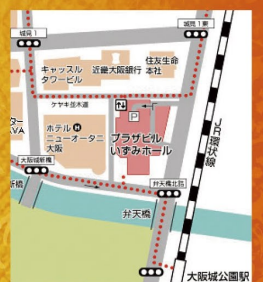 城見1
城見1東
キャッスル
タワービル
近畿大阪銀行
住友生命
本社
ケヤキ並木道
P
ター
VA
ホテル H
ニューオータニ
大阪
プラザビル
いずみホール
JR環状線
大阪城新橋
新橋
弁天橋北詰
弁天橋
大阪城公園駅